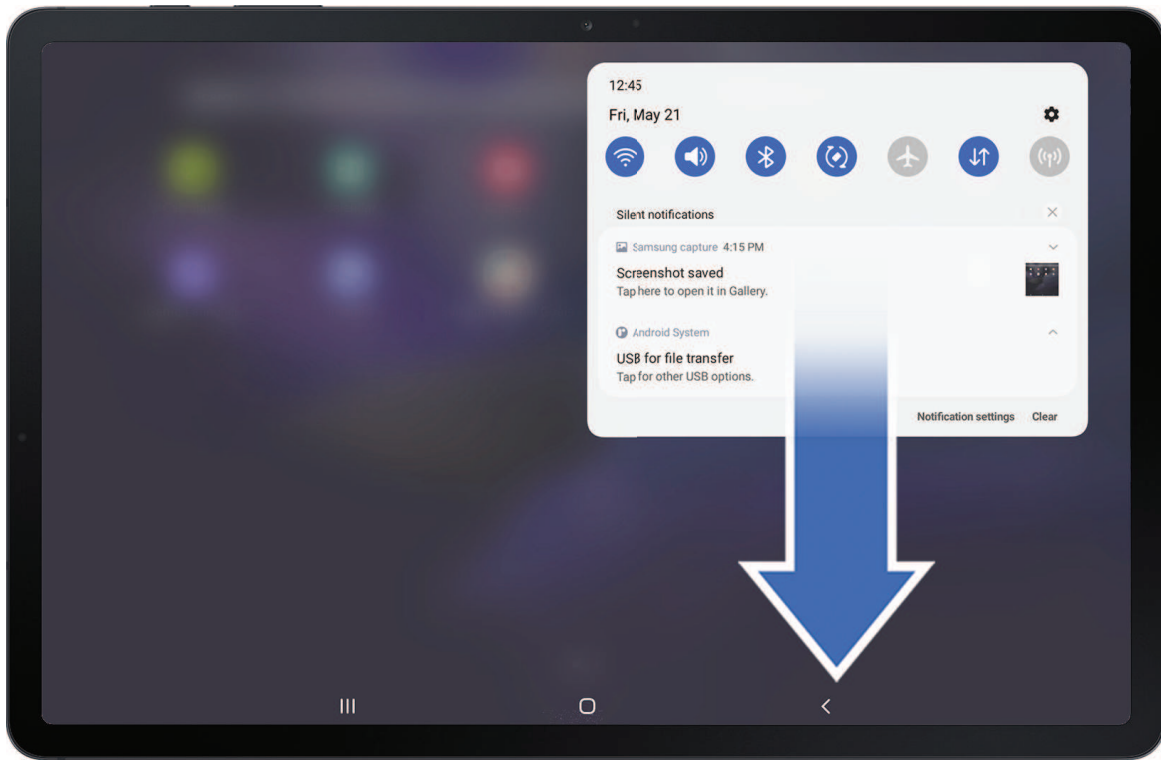 12:45
Fri, May 21
Silent notifications
Samsung capture 4:15 PM
Screenshot saved
Tap here to open it in Gallery.
Android System
USB for file transfer
Tap for other USB options.
Notification settings Clear